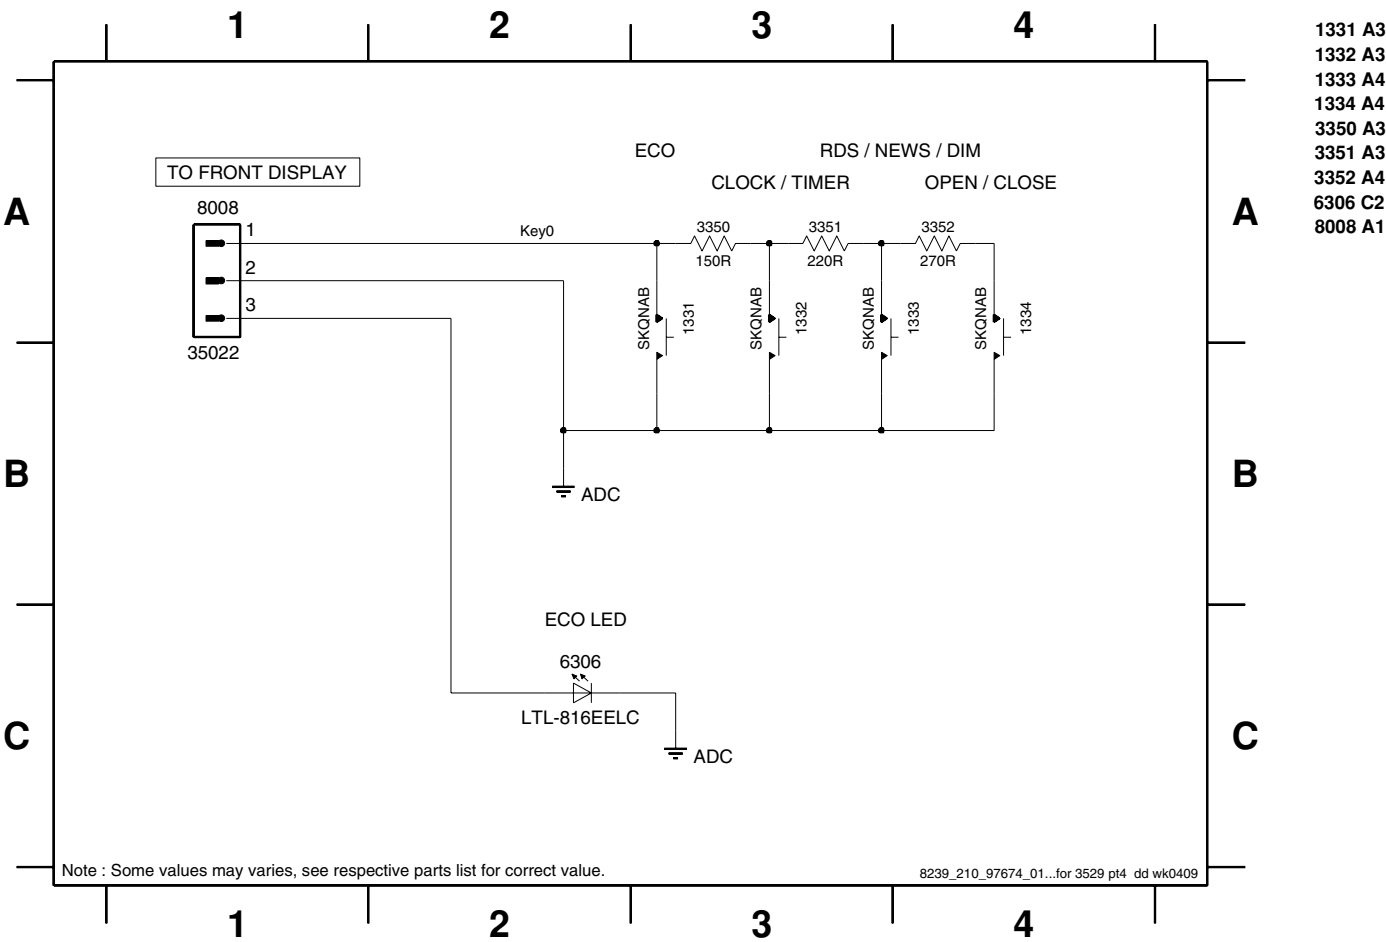 1 2 3 4
1331 A3
1332 A3
1333 A4
1334 A4
3350 A3
3351 A3
3352 A4
6306 C2
8008 A1
ECO
RDS / NEWS / DIM
TO FRONT DISPLAY
CLOCK / TIMER
OPEN / CLOSE
A
A
8008
1
Key0
3350
3351
3352
150R
220R
270R
2
3
SKQNAB
1331
SKQNAB
1332
SKQNAB
1333
SKQNAB
1334
35022
B
B
ADC
ECO LED
6306
LTL-816EELC
C
C
ADC
Note : Some values may varies, see respective parts list for correct value.
8239_210_97674_01...for 3529 pt4 dd wk0409
1 2 3 4